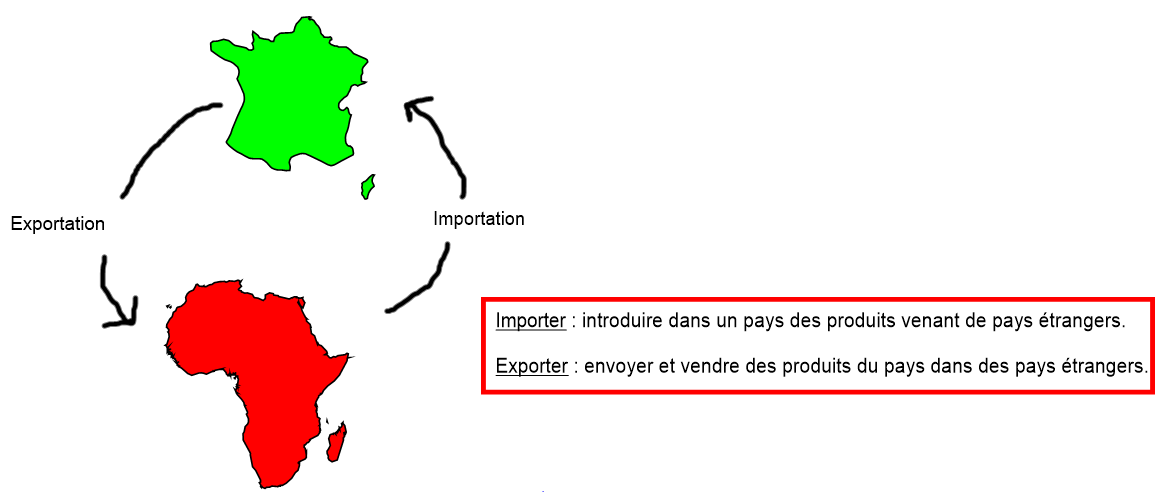 Exportation
Importation
Importer : introduire dans un pays des produits venant de pays étrangers.
Exporter : envoyer et vendre des produits du pays dans des pays étrangers.